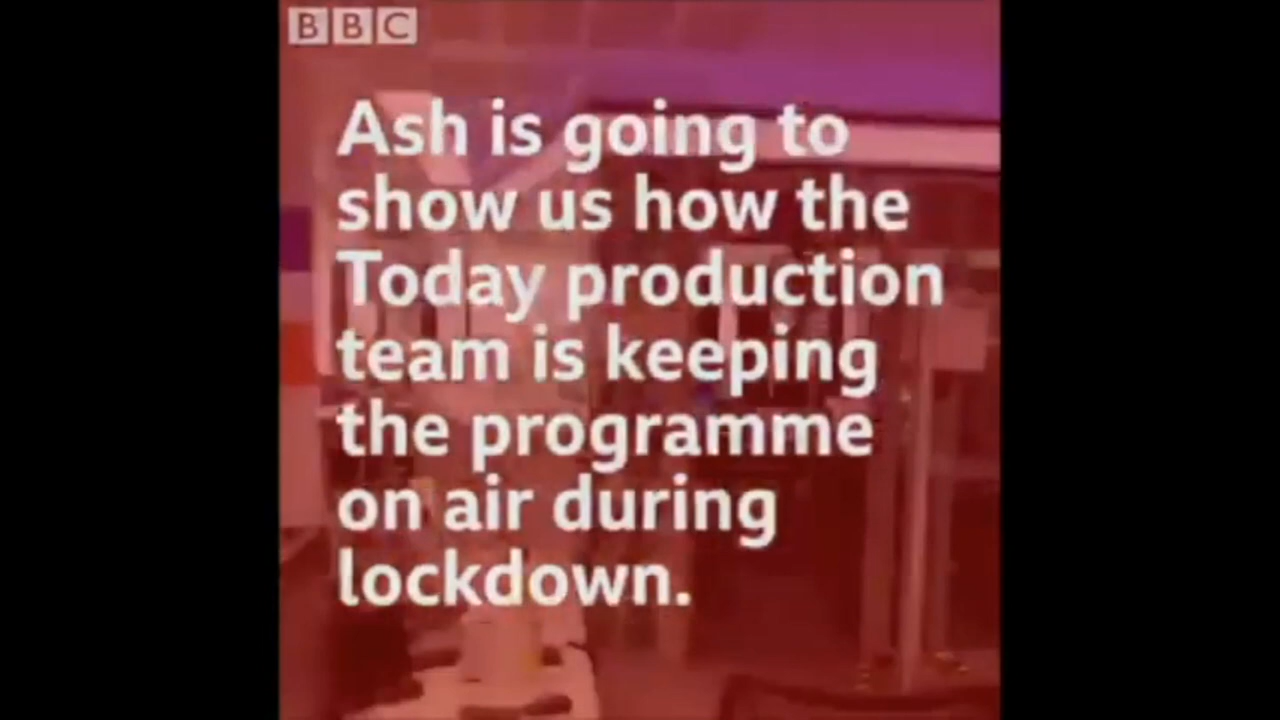 BBC
Ash is going to
show us how the
Today production
team is keeping
the programme
on air during
lockdown.